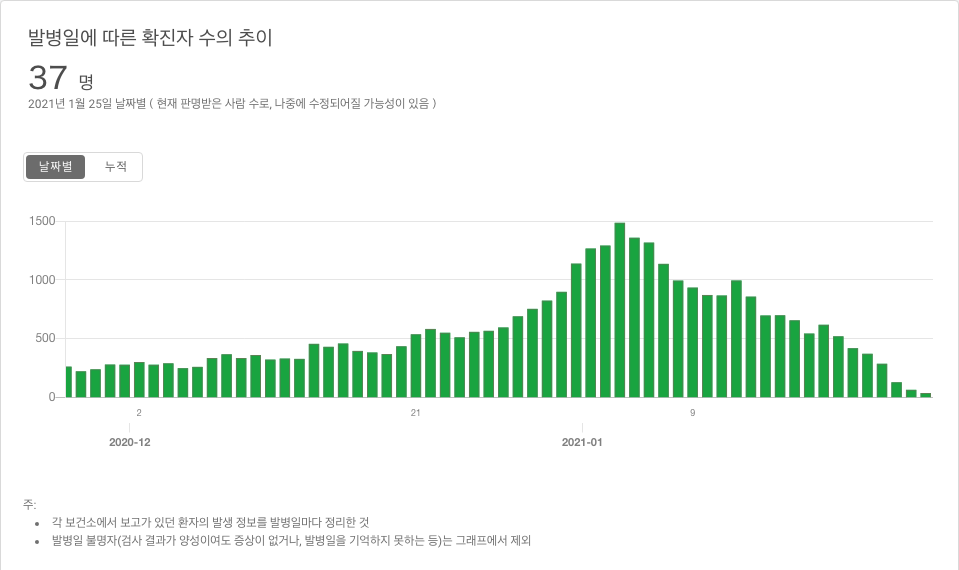 발병일에 따른 확진자 수의 추이
37 명
2021년 1월 25일 날짜별 ( 현재 판명받은 사람 수로, 나중에 수정되어질 가능성이 있음 )
날짜별 누적
1500
1000
500
0
2 21 9
2020-12 2021-01
주:
각 보건소에서 보고가 있던 환자의 발생 정보를 발병일마다 정리한 것
발병일 불명자(검사 결과가 양성이여도 증상이 없거나, 발병일을 기억하지 못하는 등)는 그래프에서 제외